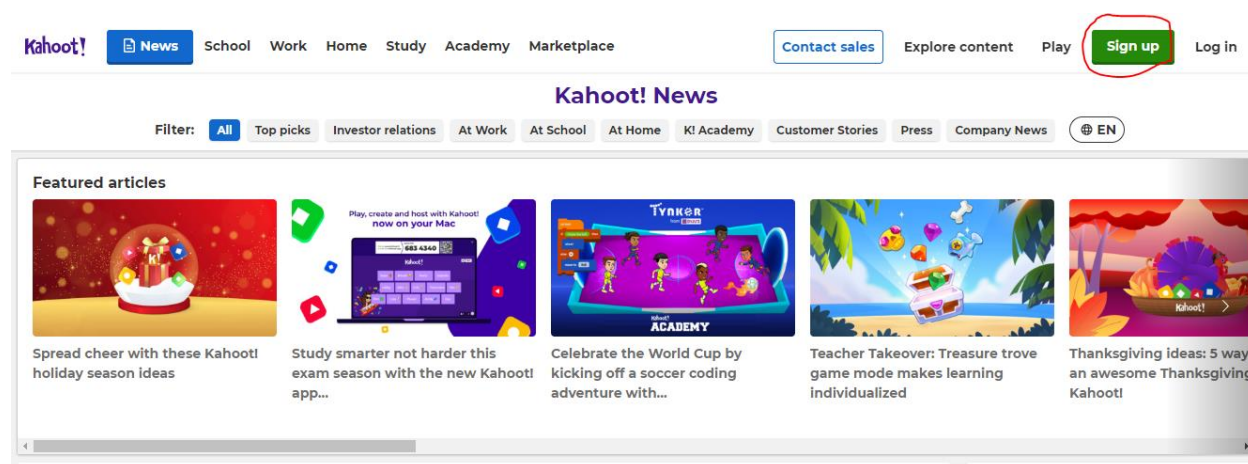 Kahoot!
News
School
Work
Home
Study
Academy
Marketplace
Contact sales
Explore content
Play
Sign up
Log in
Kahoot! News
Filter:
All
Top picks
Investor relations
At Work
At School
At Home
K! Academy
Customer Stories
Press
Company News
EN
Featured articles
K!
Play, create and host with Kahoot!
now on your Mac
683 4340
Kahoot!
TYNKER
Kahoot!
ACADEMY
Kahoot!
Spread cheer with these Kahoot!
holiday season ideas
Study smarter not harder this
exam season with the new Kahoot!
app...
Celebrate the World Cup by
kicking off a soccer coding
adventure with...
Teacher Takeover: Treasure trove
game mode makes learning
individualized
Thanksgiving ideas: 5 way
an awesome Thanksgiving
Kahoot!